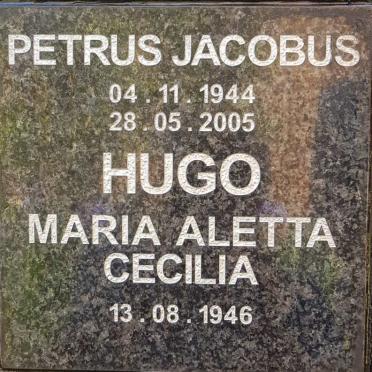 PETRUS JACOBUS
04 . 11 . 1944
28 . 05 . 2005
HUGO
MARIA ALETTA
CECILIA
13 . 08 . 1946